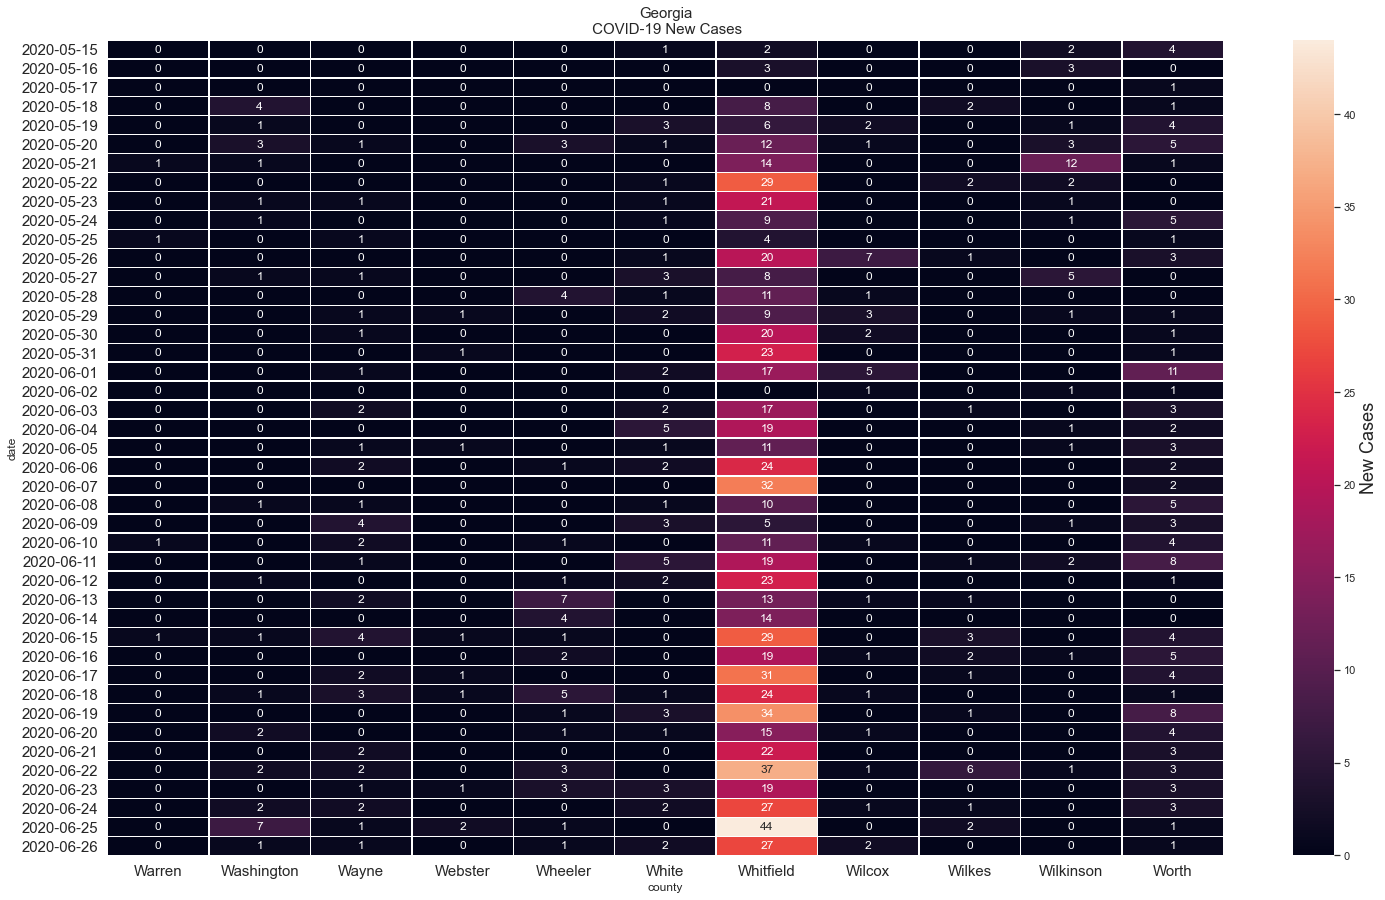 Georgia
COVID-19 New Cases
2020-05-15 0 0 0 0 0 1 2 0 0 2 4
2020-05-16 0 0 0 0 0 0 3 0 0 3 0
2020-05-17 0 0 0 0 0 0 0 0 0 0 1
2020-05-18 0 4 0 0 0 0 8 0 2 0 1
2020-05-19 0 1 0 0 0 3 6 2 0 1 4
2020-05-20 0 3 1 0 3 1 12 1 0 3 5
2020-05-21 1 1 0 0 0 0 14 0 0 12 1
2020-05-22 0 0 0 0 0 1 29 0 2 2 0
2020-05-23 0 1 1 0 0 1 21 0 0 1 0
2020-05-24 0 1 0 0 0 1 9 0 0 1 5
2020-05-25 1 0 1 0 0 0 4 0 0 0 1
2020-05-26 0 0 0 0 0 1 20 7 1 0 3
2020-05-27 0 1 1 0 0 3 8 0 0 5 0
2020-05-28 0 0 0 0 4 1 11 1 0 0 0
2020-05-29 0 0 1 1 0 2 9 3 0 1 1
2020-05-30 0 0 1 0 0 0 20 2 0 0 1
2020-05-31 0 0 0 1 0 0 23 0 0 0 1
2020-06-01 0 0 1 0 0 2 17 5 0 0 11
2020-06-02 0 0 0 0 0 0 0 1 0 1 1
2020-06-03 0 0 2 0 0 2 17 0 1 0 3
2020-06-04 0 0 0 0 0 5 19 0 0 1 2
2020-06-05 0 0 1 1 0 1 11 0 0 1 3
2020-06-06 0 0 2 0 1 2 24 0 0 0 2
2020-06-07 0 0 0 0 0 0 32 0 0 0 2
2020-06-08 0 1 1 0 0 1 10 0 0 0 5
2020-06-09 0 0 4 0 0 3 5 0 0 1 3
2020-06-10 1 0 2 0 1 0 11 1 0 0 4
2020-06-11 0 0 1 0 0 5 19 0 1 2 8
2020-06-12 0 1 0 0 1 2 23 0 0 0 1
2020-06-13 0 0 2 0 7 0 13 1 1 0 0
2020-06-14 0 0 0 0 4 0 14 0 0 0 0
2020-06-15 1 1 4 1 1 0 29 0 3 0 4
2020-06-16 0 0 0 0 2 0 19 1 2 1 5
2020-06-17 0 0 2 1 0 0 31 0 1 0 4
2020-06-18 0 1 3 1 5 1 24 1 0 0 1
2020-06-19 0 0 0 0 1 3 34 0 1 0 8
2020-06-20 0 2 0 0 1 1 15 1 0 0 4
2020-06-21 0 0 2 0 0 0 22 0 0 0 3
2020-06-22 0 2 2 0 3 0 37 1 6 1 3
2020-06-23 0 0 1 1 3 3 19 0 0 0 3
2020-06-24 0 2 2 0 0 2 27 1 1 0 3
2020-06-25 0 7 1 2 1 0 44 0 2 0 1
2020-06-26 0 1 1 0 1 2 27 2 0 0 1
Warren Washington Wayne Webster Wheeler White Whitfield Wilcox Wilkes Wilkinson Worth
county
date
40
35
30
25
20
15
10
5
0
New Cases